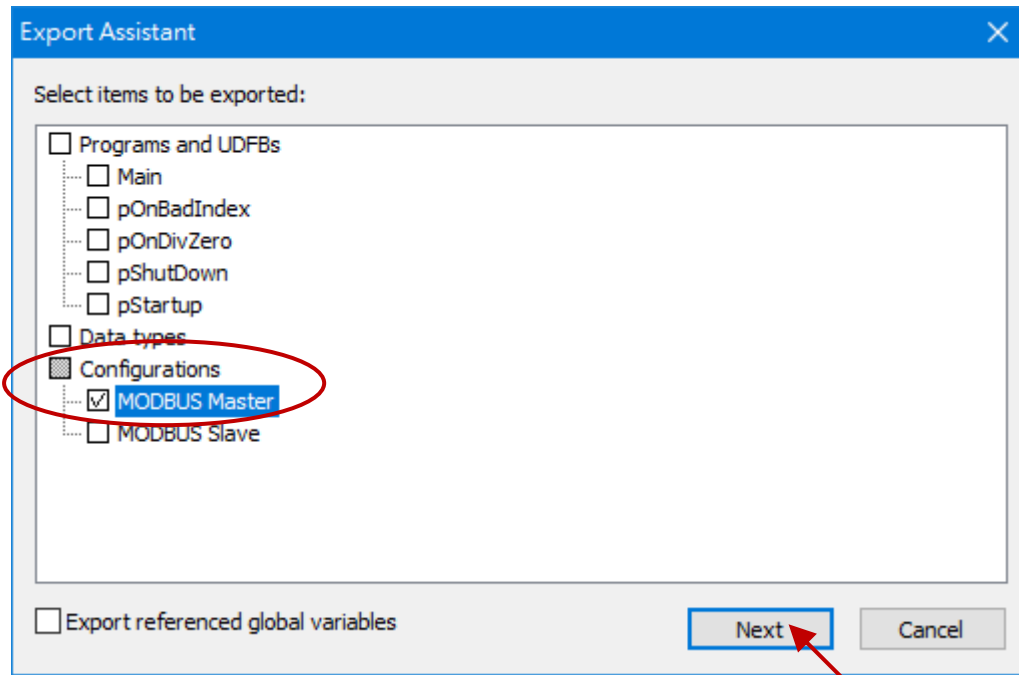 Export Assistant
Select items to be exported:
Programs and UDFBs
Main
pOnBadIndex
pOnDivZero
pShutDown
pStartup
Data types
Configurations
MODBUS Master
MODBUS Slave
Export referenced global variables
Next
Cancel